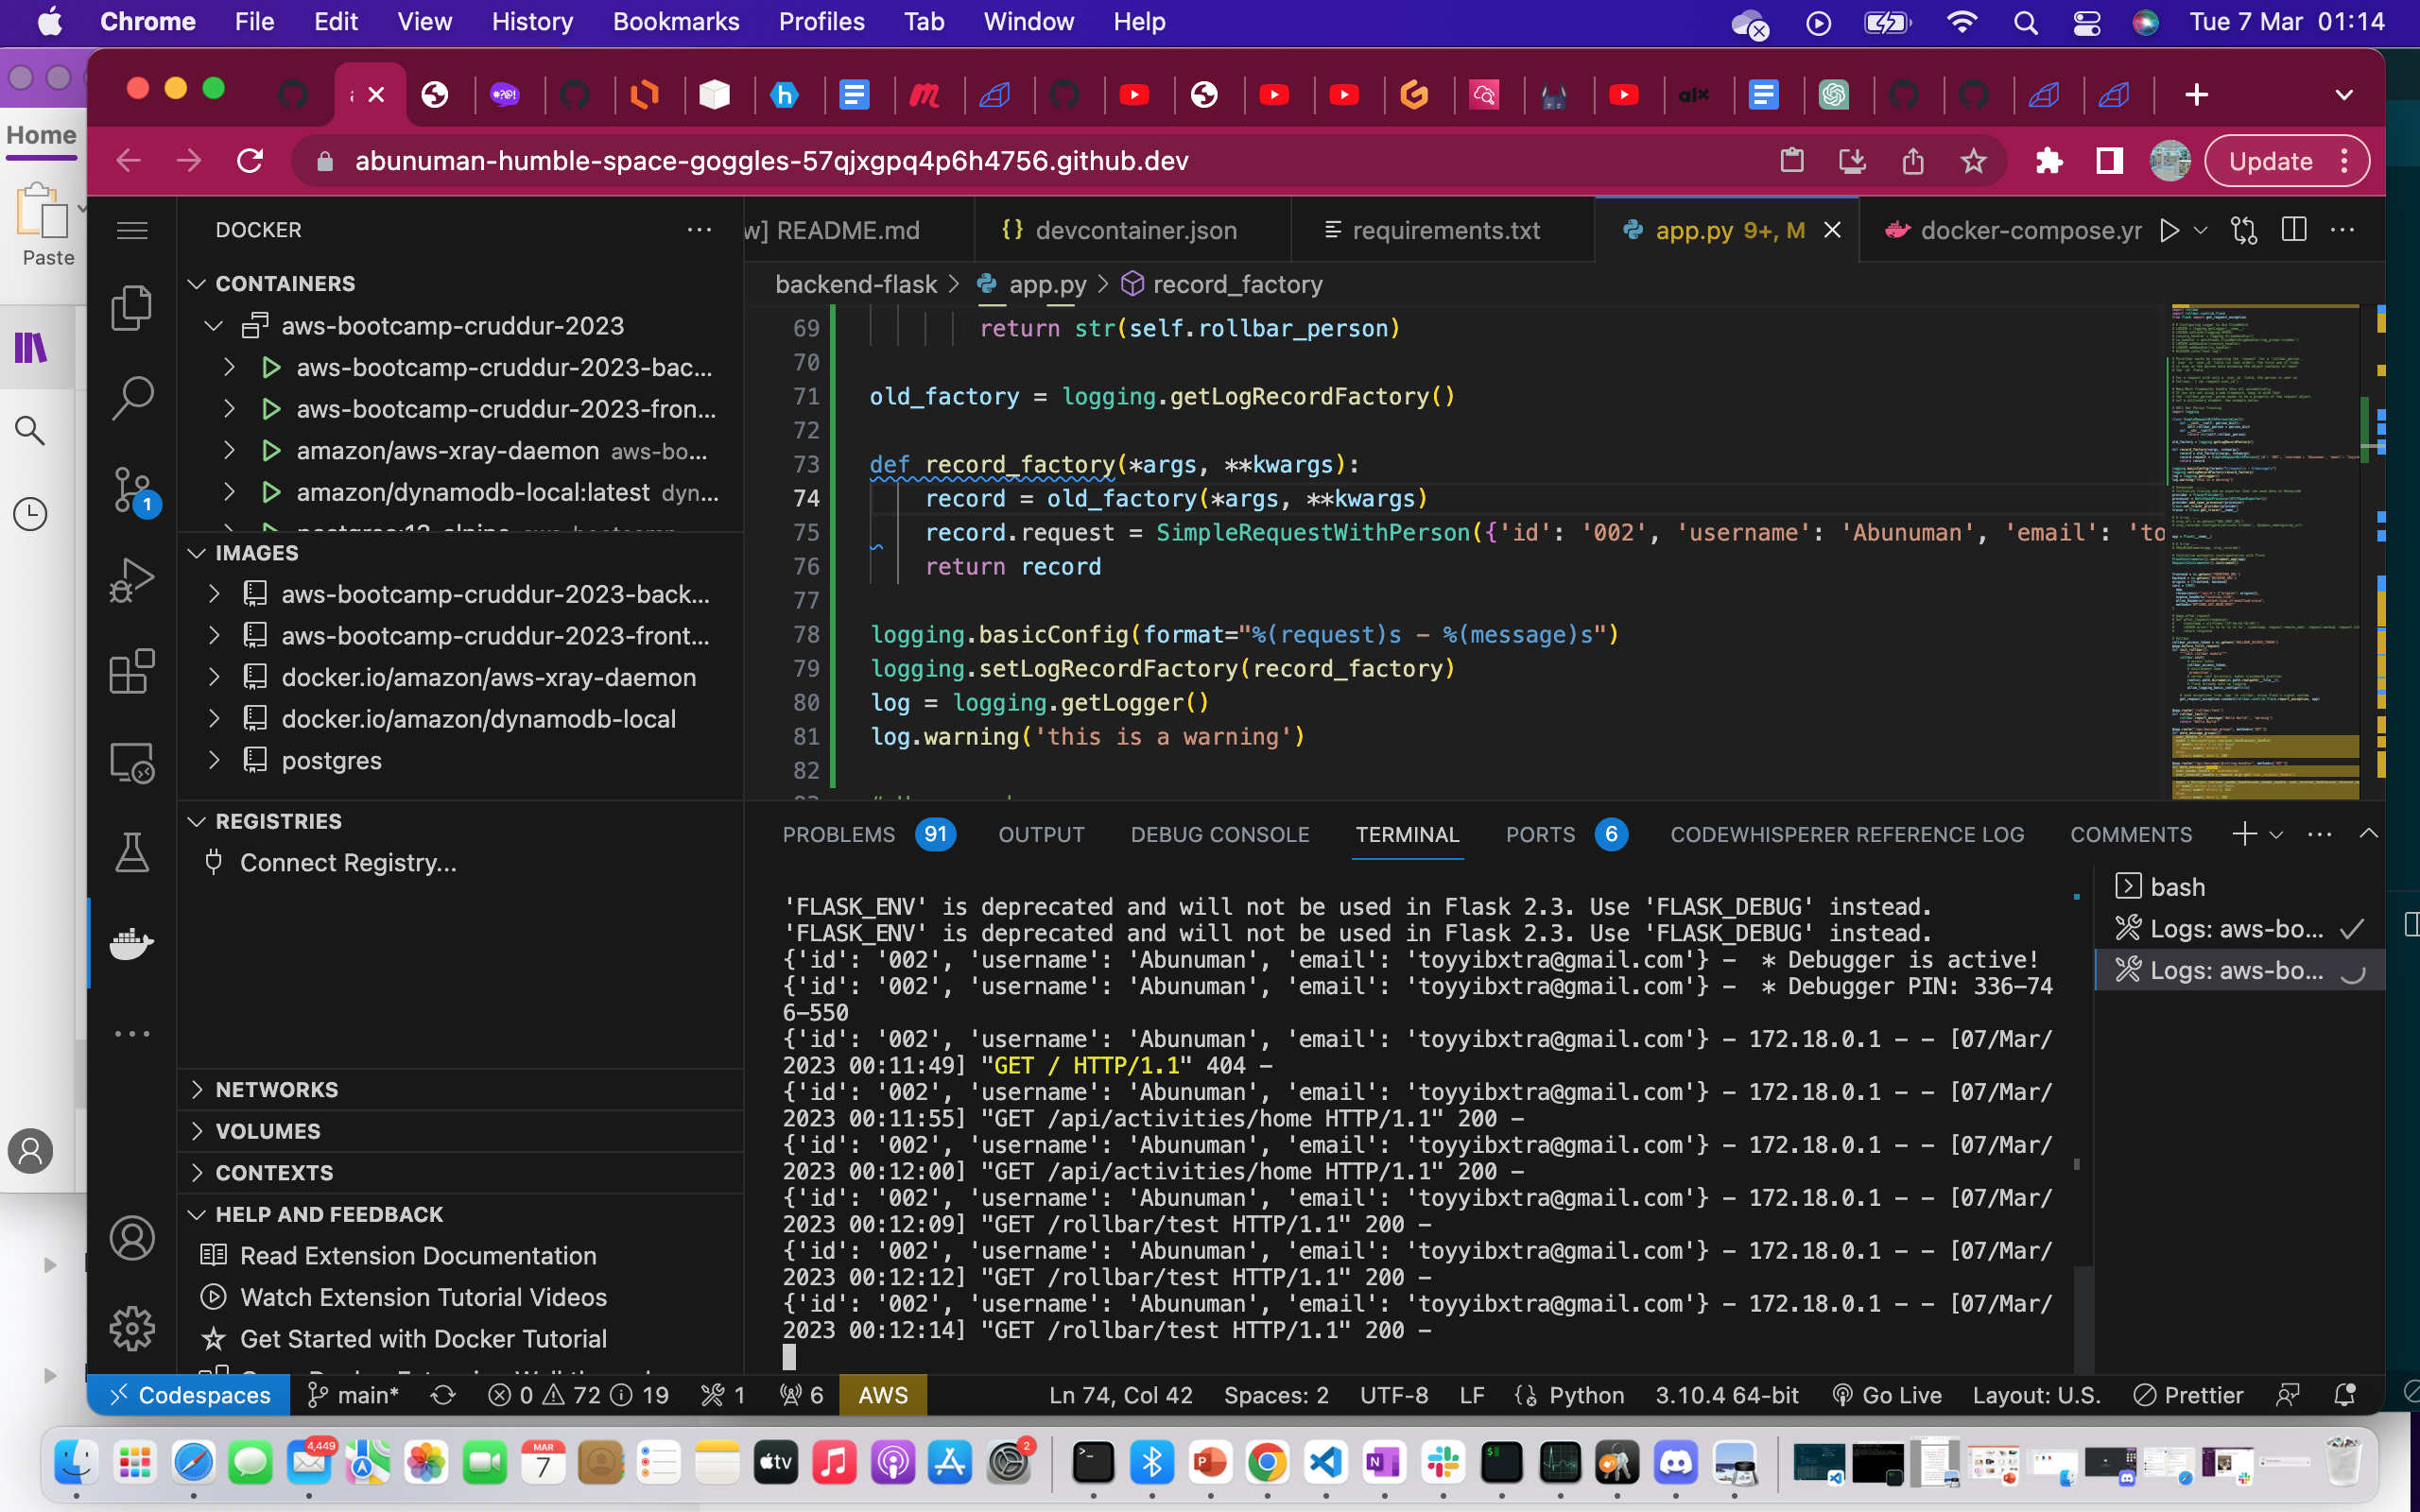 Chrome File Edit View History Bookmarks Profiles Tab Window Help Tue 7 Mar 01:14
abunuman-humble-space-goggles-57qjxgpq4p6h4756.github.dev Update
Home
Paste
DOCKER
CONTAINERS
aws-bootcamp-cruddur-2023
aws-bootcamp-cruddur-2023-bac...
aws-bootcamp-cruddur-2023-fron...
amazon/aws-xray-daemon aws-bo...
amazon/dynamodb-local:latest dyn...
IMAGES
aws-bootcamp-cruddur-2023-back...
aws-bootcamp-cruddur-2023-front...
docker.io/amazon/aws-xray-daemon
docker.io/amazon/dynamodb-local
postgres
REGISTRIES
Connect Registry...
NETWORKS
VOLUMES
CONTEXTS
HELP AND FEEDBACK
Read Extension Documentation
Watch Extension Tutorial Videos
Get Started with Docker Tutorial
w] README.md {} devcontainer.json requirements.txt app.py 9+, M docker-compose.yr
backend-flask > app.py > record_factory
69 return str(self.rollbar_person)
70
71 old_factory = logging.getLogRecordFactory()
72
73 def record_factory(*args, **kwargs):
74 record = old_factory(*args, **kwargs)
75 record.request = SimpleRequestWithPerson({'id': '002', 'username': 'Abunuman', 'email': 'to
76 return record
77
78 logging.basicConfig(format="%(request)s - %(message)s")
79 logging.setLogRecordFactory(record_factory)
80 log = logging.getLogger()
81 log.warning('this is a warning')
82
PROBLEMS 91 OUTPUT DEBUG CONSOLE TERMINAL PORTS 6 CODEWHISPERER REFERENCE LOG COMMENTS
'FLASK_ENV' is deprecated and will not be used in Flask 2.3. Use 'FLASK_DEBUG' instead.
'FLASK_ENV' is deprecated and will not be used in Flask 2.3. Use 'FLASK_DEBUG' instead.
{'id': '002', 'username': 'Abunuman', 'email': 'toyyibxtra@gmail.com'} -  * Debugger is active!
{'id': '002', 'username': 'Abunuman', 'email': 'toyyibxtra@gmail.com'} -  * Debugger PIN: 336-74
6-550
{'id': '002', 'username': 'Abunuman', 'email': 'toyyibxtra@gmail.com'} - 172.18.0.1 - - [07/Mar/
2023 00:11:49] "GET / HTTP/1.1" 404 -
{'id': '002', 'username': 'Abunuman', 'email': 'toyyibxtra@gmail.com'} - 172.18.0.1 - - [07/Mar/
2023 00:11:55] "GET /api/activities/home HTTP/1.1" 200 -
{'id': '002', 'username': 'Abunuman', 'email': 'toyyibxtra@gmail.com'} - 172.18.0.1 - - [07/Mar/
2023 00:12:00] "GET /api/activities/home HTTP/1.1" 200 -
{'id': '002', 'username': 'Abunuman', 'email': 'toyyibxtra@gmail.com'} - 172.18.0.1 - - [07/Mar/
2023 00:12:09] "GET /rollbar/test HTTP/1.1" 200 -
{'id': '002', 'username': 'Abunuman', 'email': 'toyyibxtra@gmail.com'} - 172.18.0.1 - - [07/Mar/
2023 00:12:12] "GET /rollbar/test HTTP/1.1" 200 -
{'id': '002', 'username': 'Abunuman', 'email': 'toyyibxtra@gmail.com'} - 172.18.0.1 - - [07/Mar/
2023 00:12:14] "GET /rollbar/test HTTP/1.1" 200 -
bash
Logs: aws-bo...
Logs: aws-bo...
1
Codespaces main* 0 72 19 1 6 AWS Ln 74, Col 42 Spaces: 2 UTF-8 LF Python 3.10.4 64-bit Go Live Layout: U.S. Prettier
4,449
MAR
7
tv
2